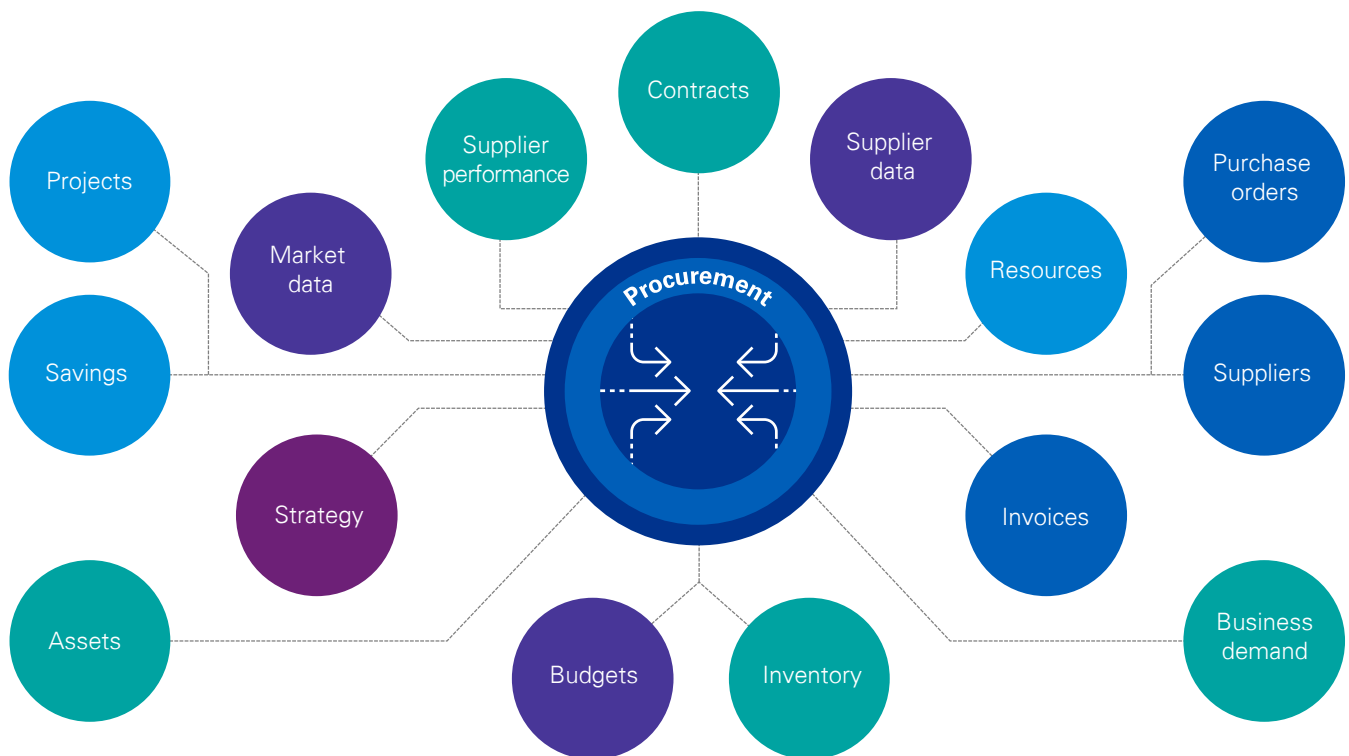 Contracts
Supplier
performance
Supplier
data
Projects
Purchase
orders
Market
data
Resources
Procurement
Savings
Suppliers
Strategy
Invoices
Assets
Business
demand
Budgets
Inventory